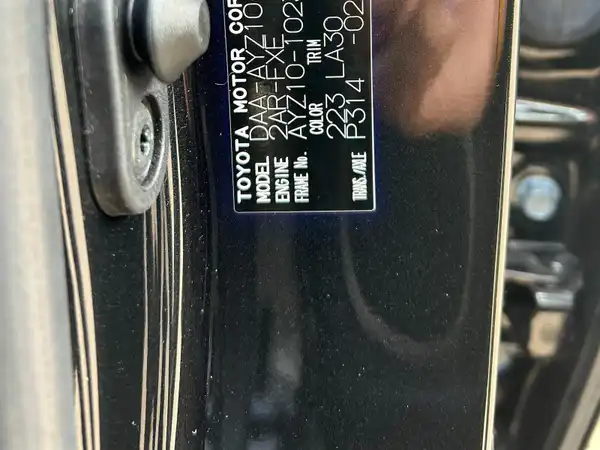 TOYOTA MOTOR COR
MODEL DAA-AYZ10
ENGINE 2AR-FXE
FRAME No. AYZ10-102
COLOR TRIM
223 LA30
TRANS./AXLE P314 -02